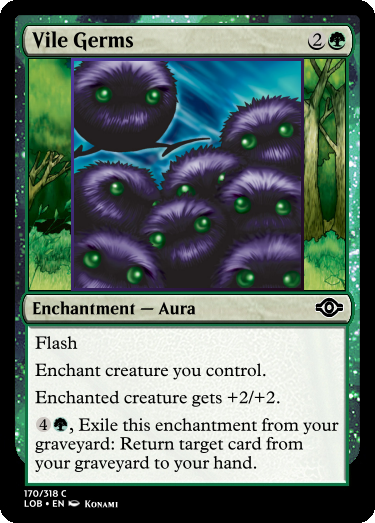 Vile Germs 2
Enchantment — Aura
Flash
Enchant creature you control.
Enchanted creature gets +2/+2.
4, Exile this enchantment from your
graveyard: Return target card from
your graveyard to your hand.
170/318 C
LOB • EN Konami